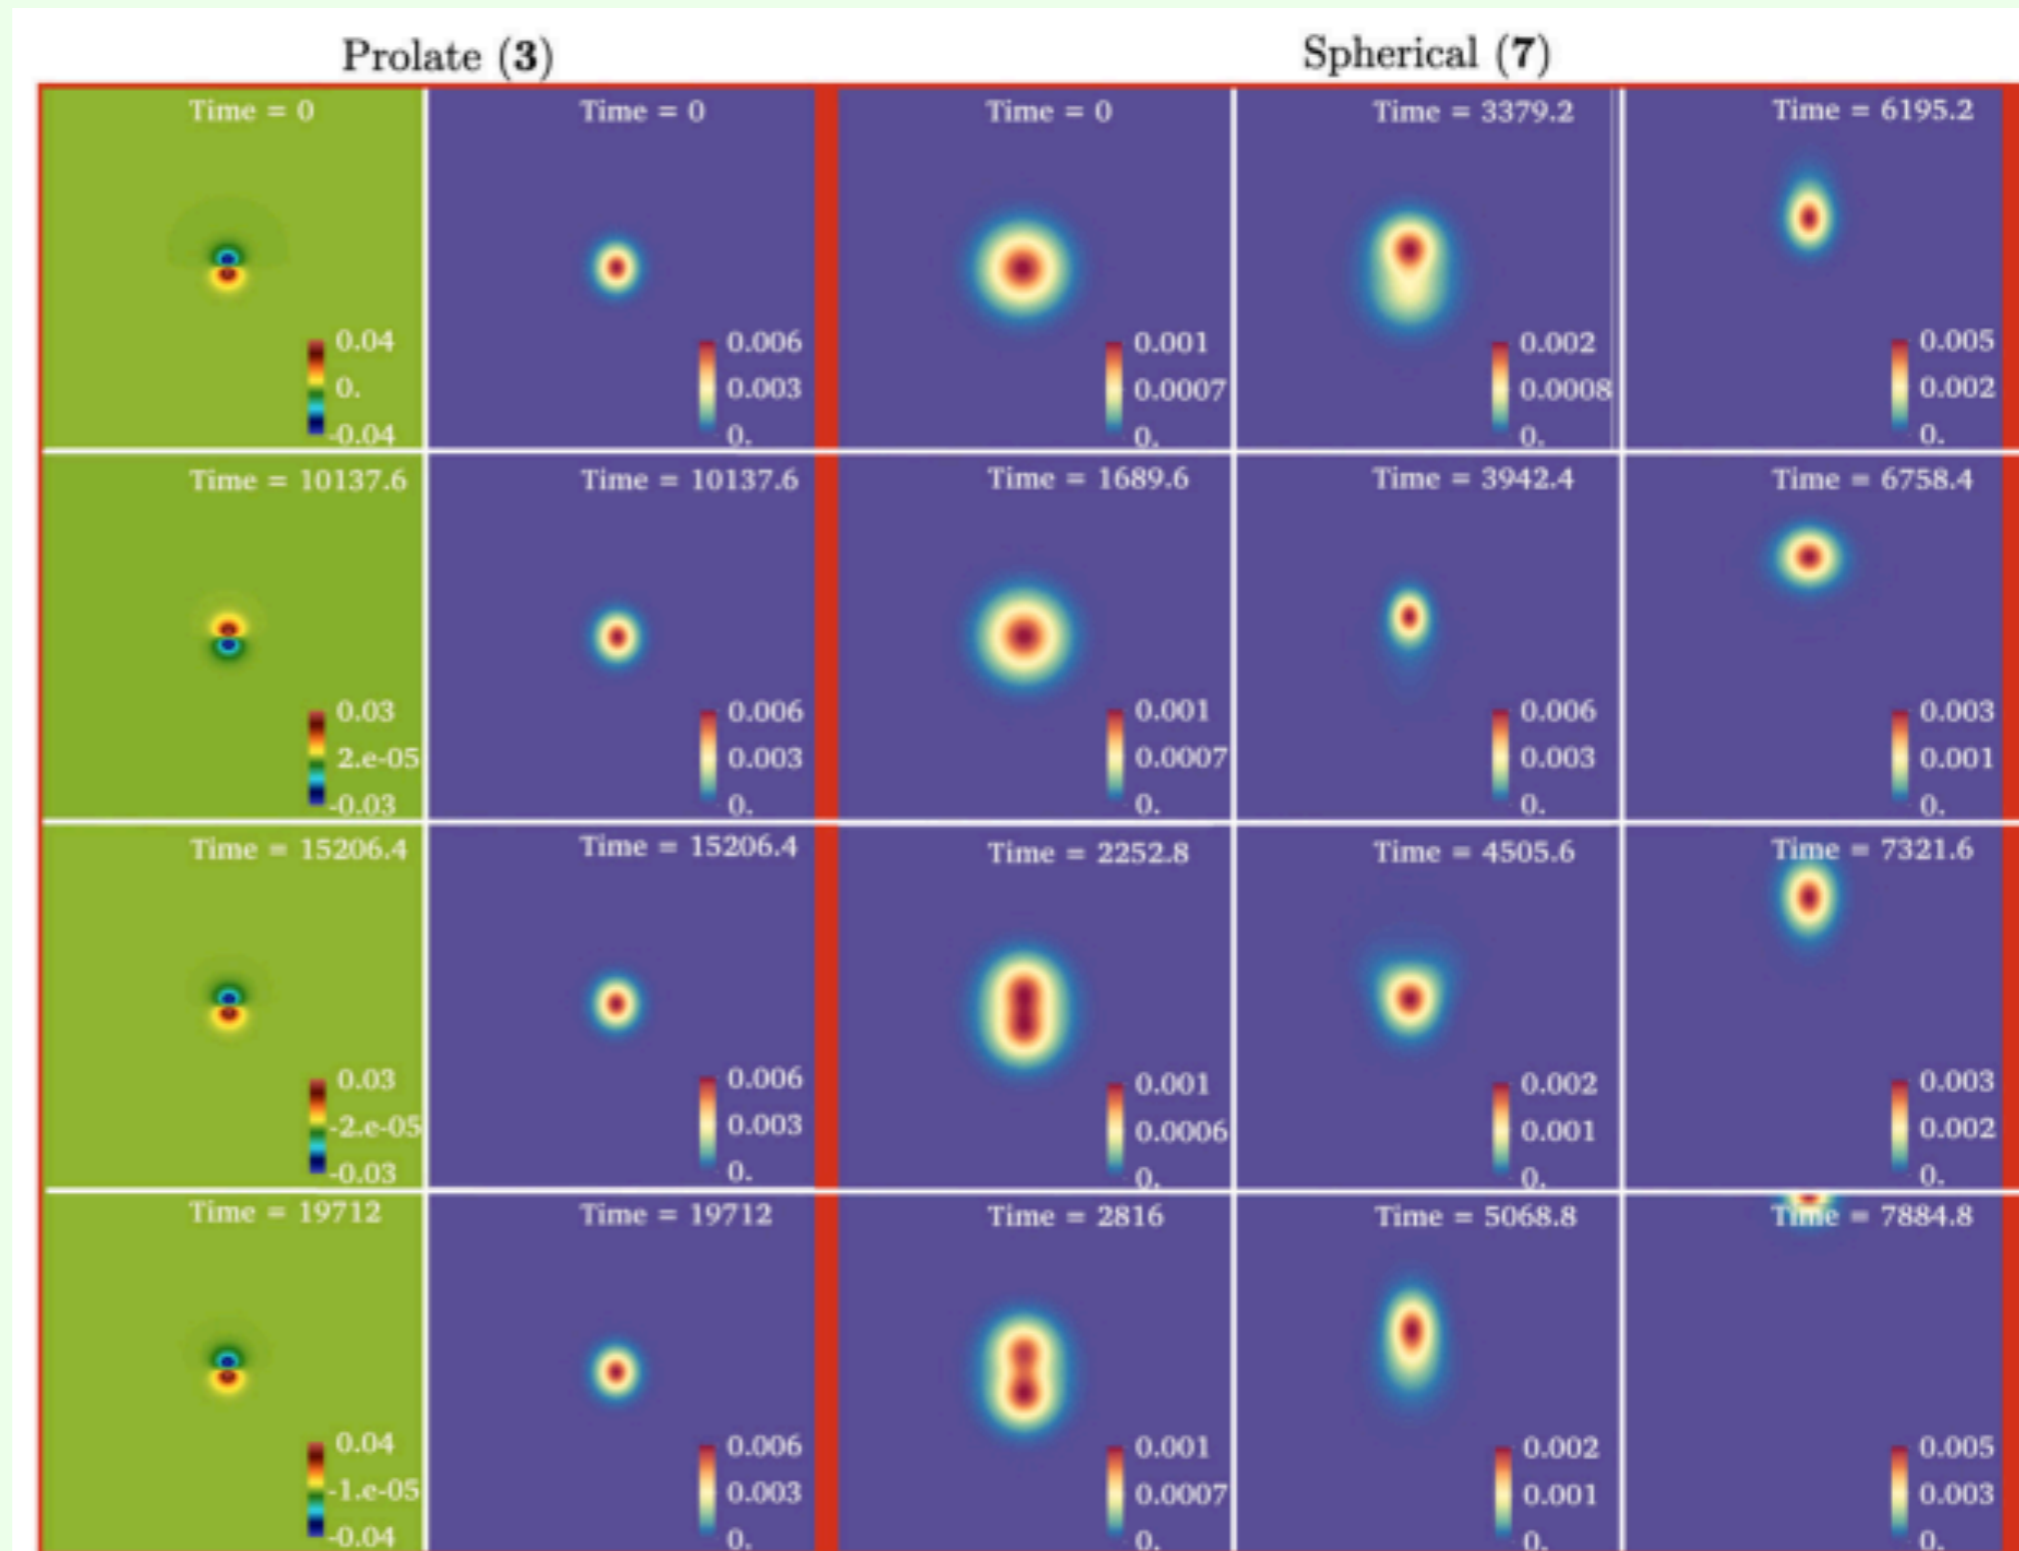 Prolate (3)
Spherical (7)
Time = 0
0.04
0.
-0.04
Time = 0
0.006
0.003
0.
Time = 0
0.001
0.0007
0.
Time = 3379.2
0.002
0.0008
0.
Time = 6195.2
0.005
0.002
0.
Time = 10137.6
0.03
2.e-05
-0.03
Time = 10137.6
0.006
0.003
0.
Time = 1689.6
0.001
0.0007
0.
Time = 3942.4
0.006
0.003
0.
Time = 6758.4
0.003
0.001
0.
Time = 15206.4
0.03
-2.e-05
-0.03
Time = 15206.4
0.006
0.003
0.
Time = 2252.8
0.001
0.0006
0.
Time = 4505.6
0.002
0.001
0.
Time = 7321.6
0.003
0.002
0.
Time = 19712
0.04
-1.e-05
-0.04
Time = 19712
0.006
0.003
0.
Time = 2816
0.001
0.0007
0.
Time = 5068.8
0.002
0.001
0.
Time = 7884.8
0.005
0.003
0.